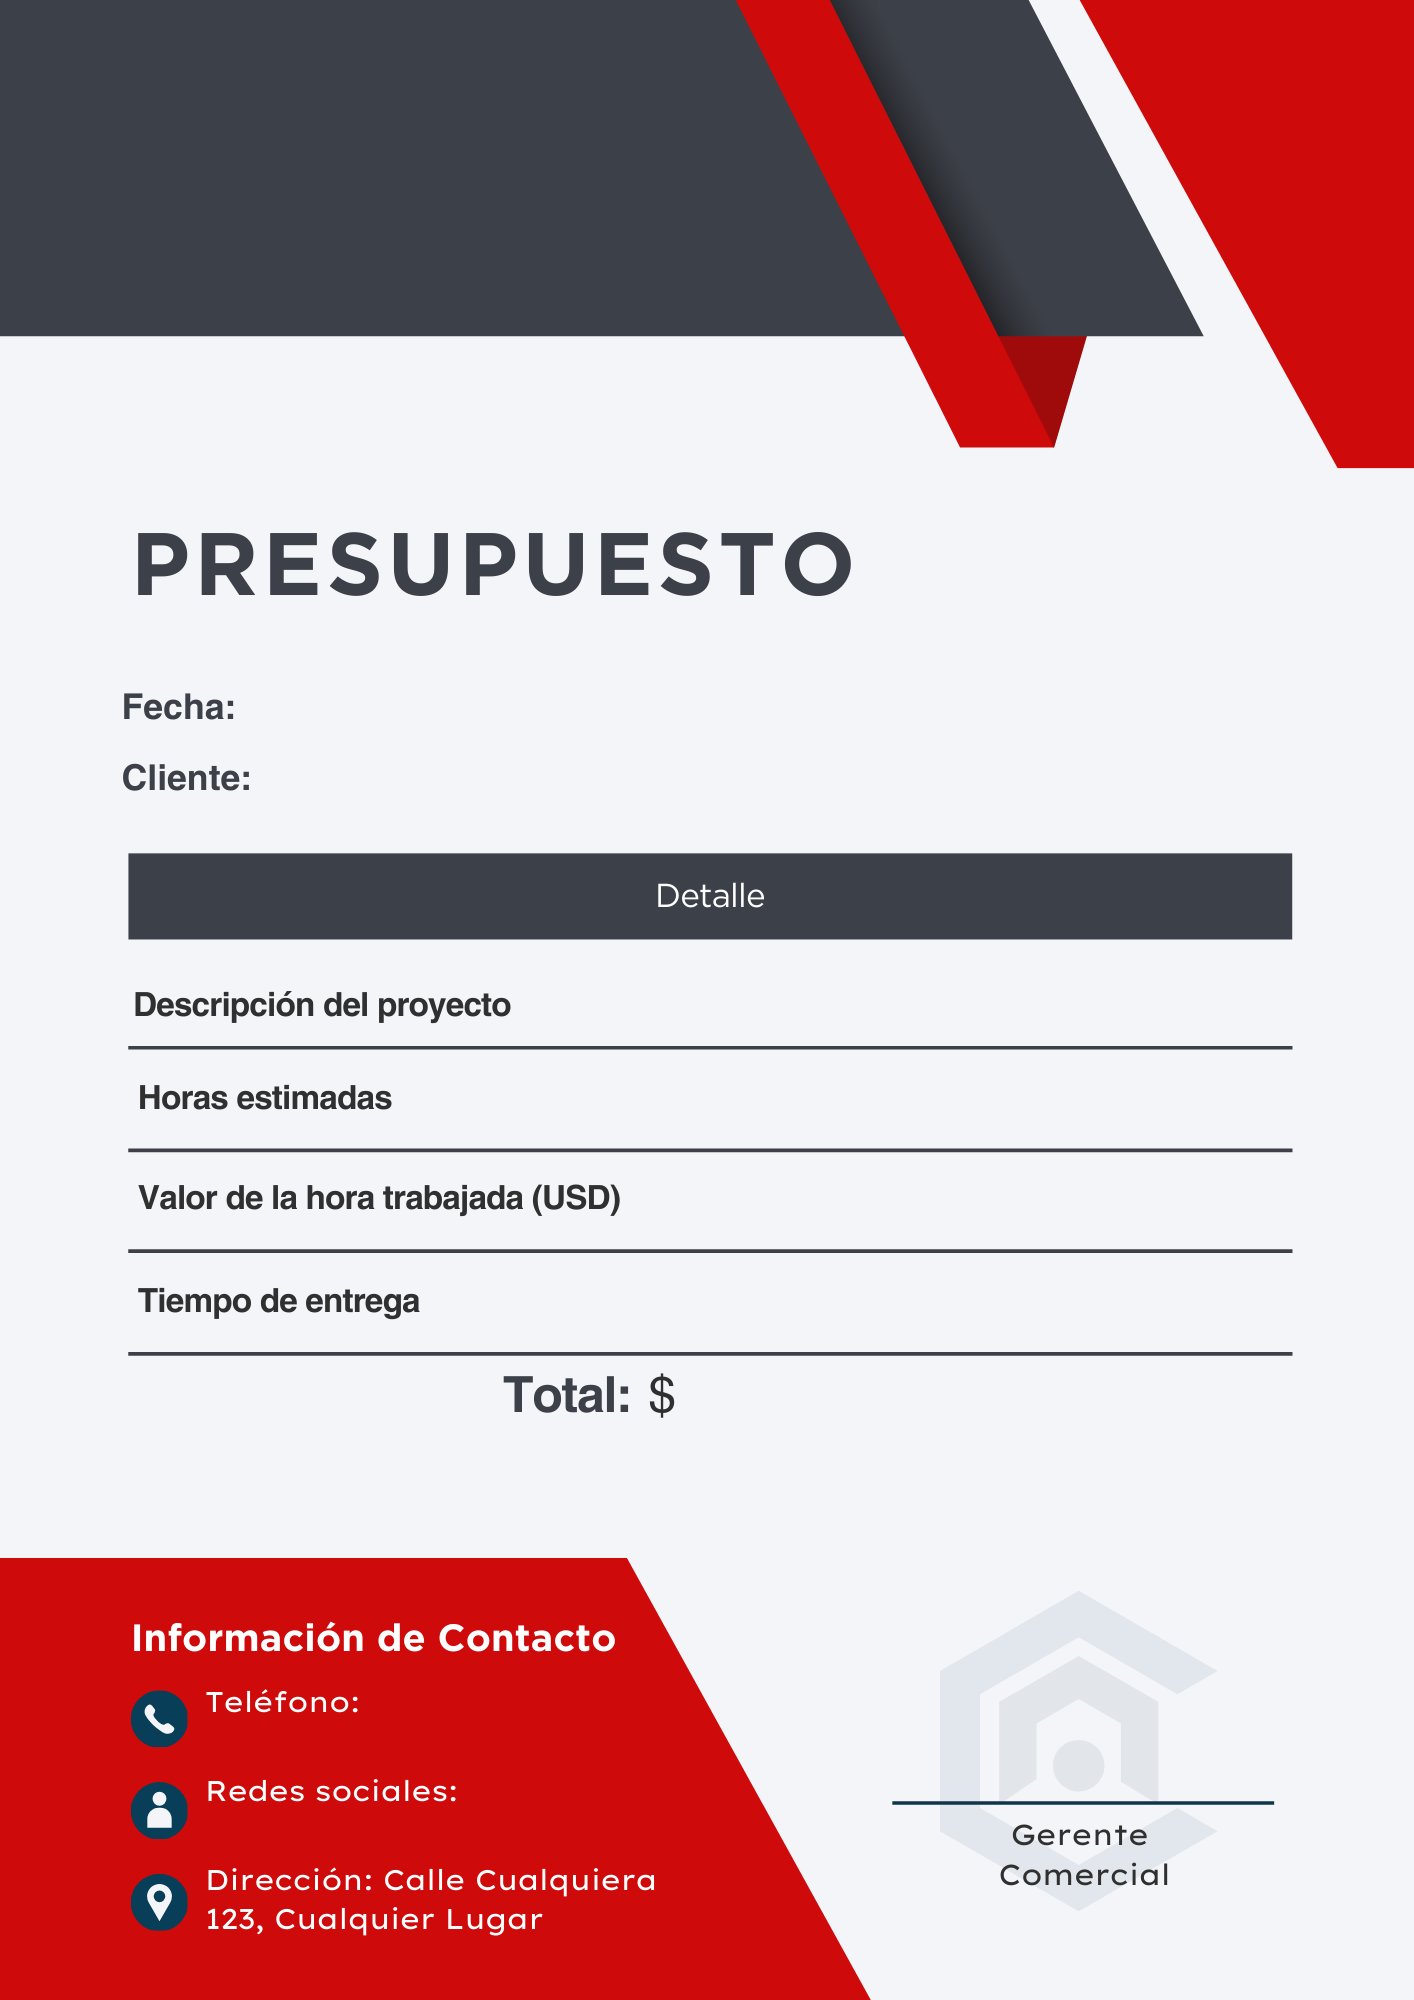 PRESUPUESTO
Fecha:
Cliente:
Detalle
Descripción del proyecto
Horas estimadas
Valor de la hora trabajada (USD)
Tiempo de entrega
Total: $
Información de Contacto
Teléfono:
Redes sociales:
Dirección: Calle Cualquiera
123, Cualquier Lugar
Gerente
Comercial